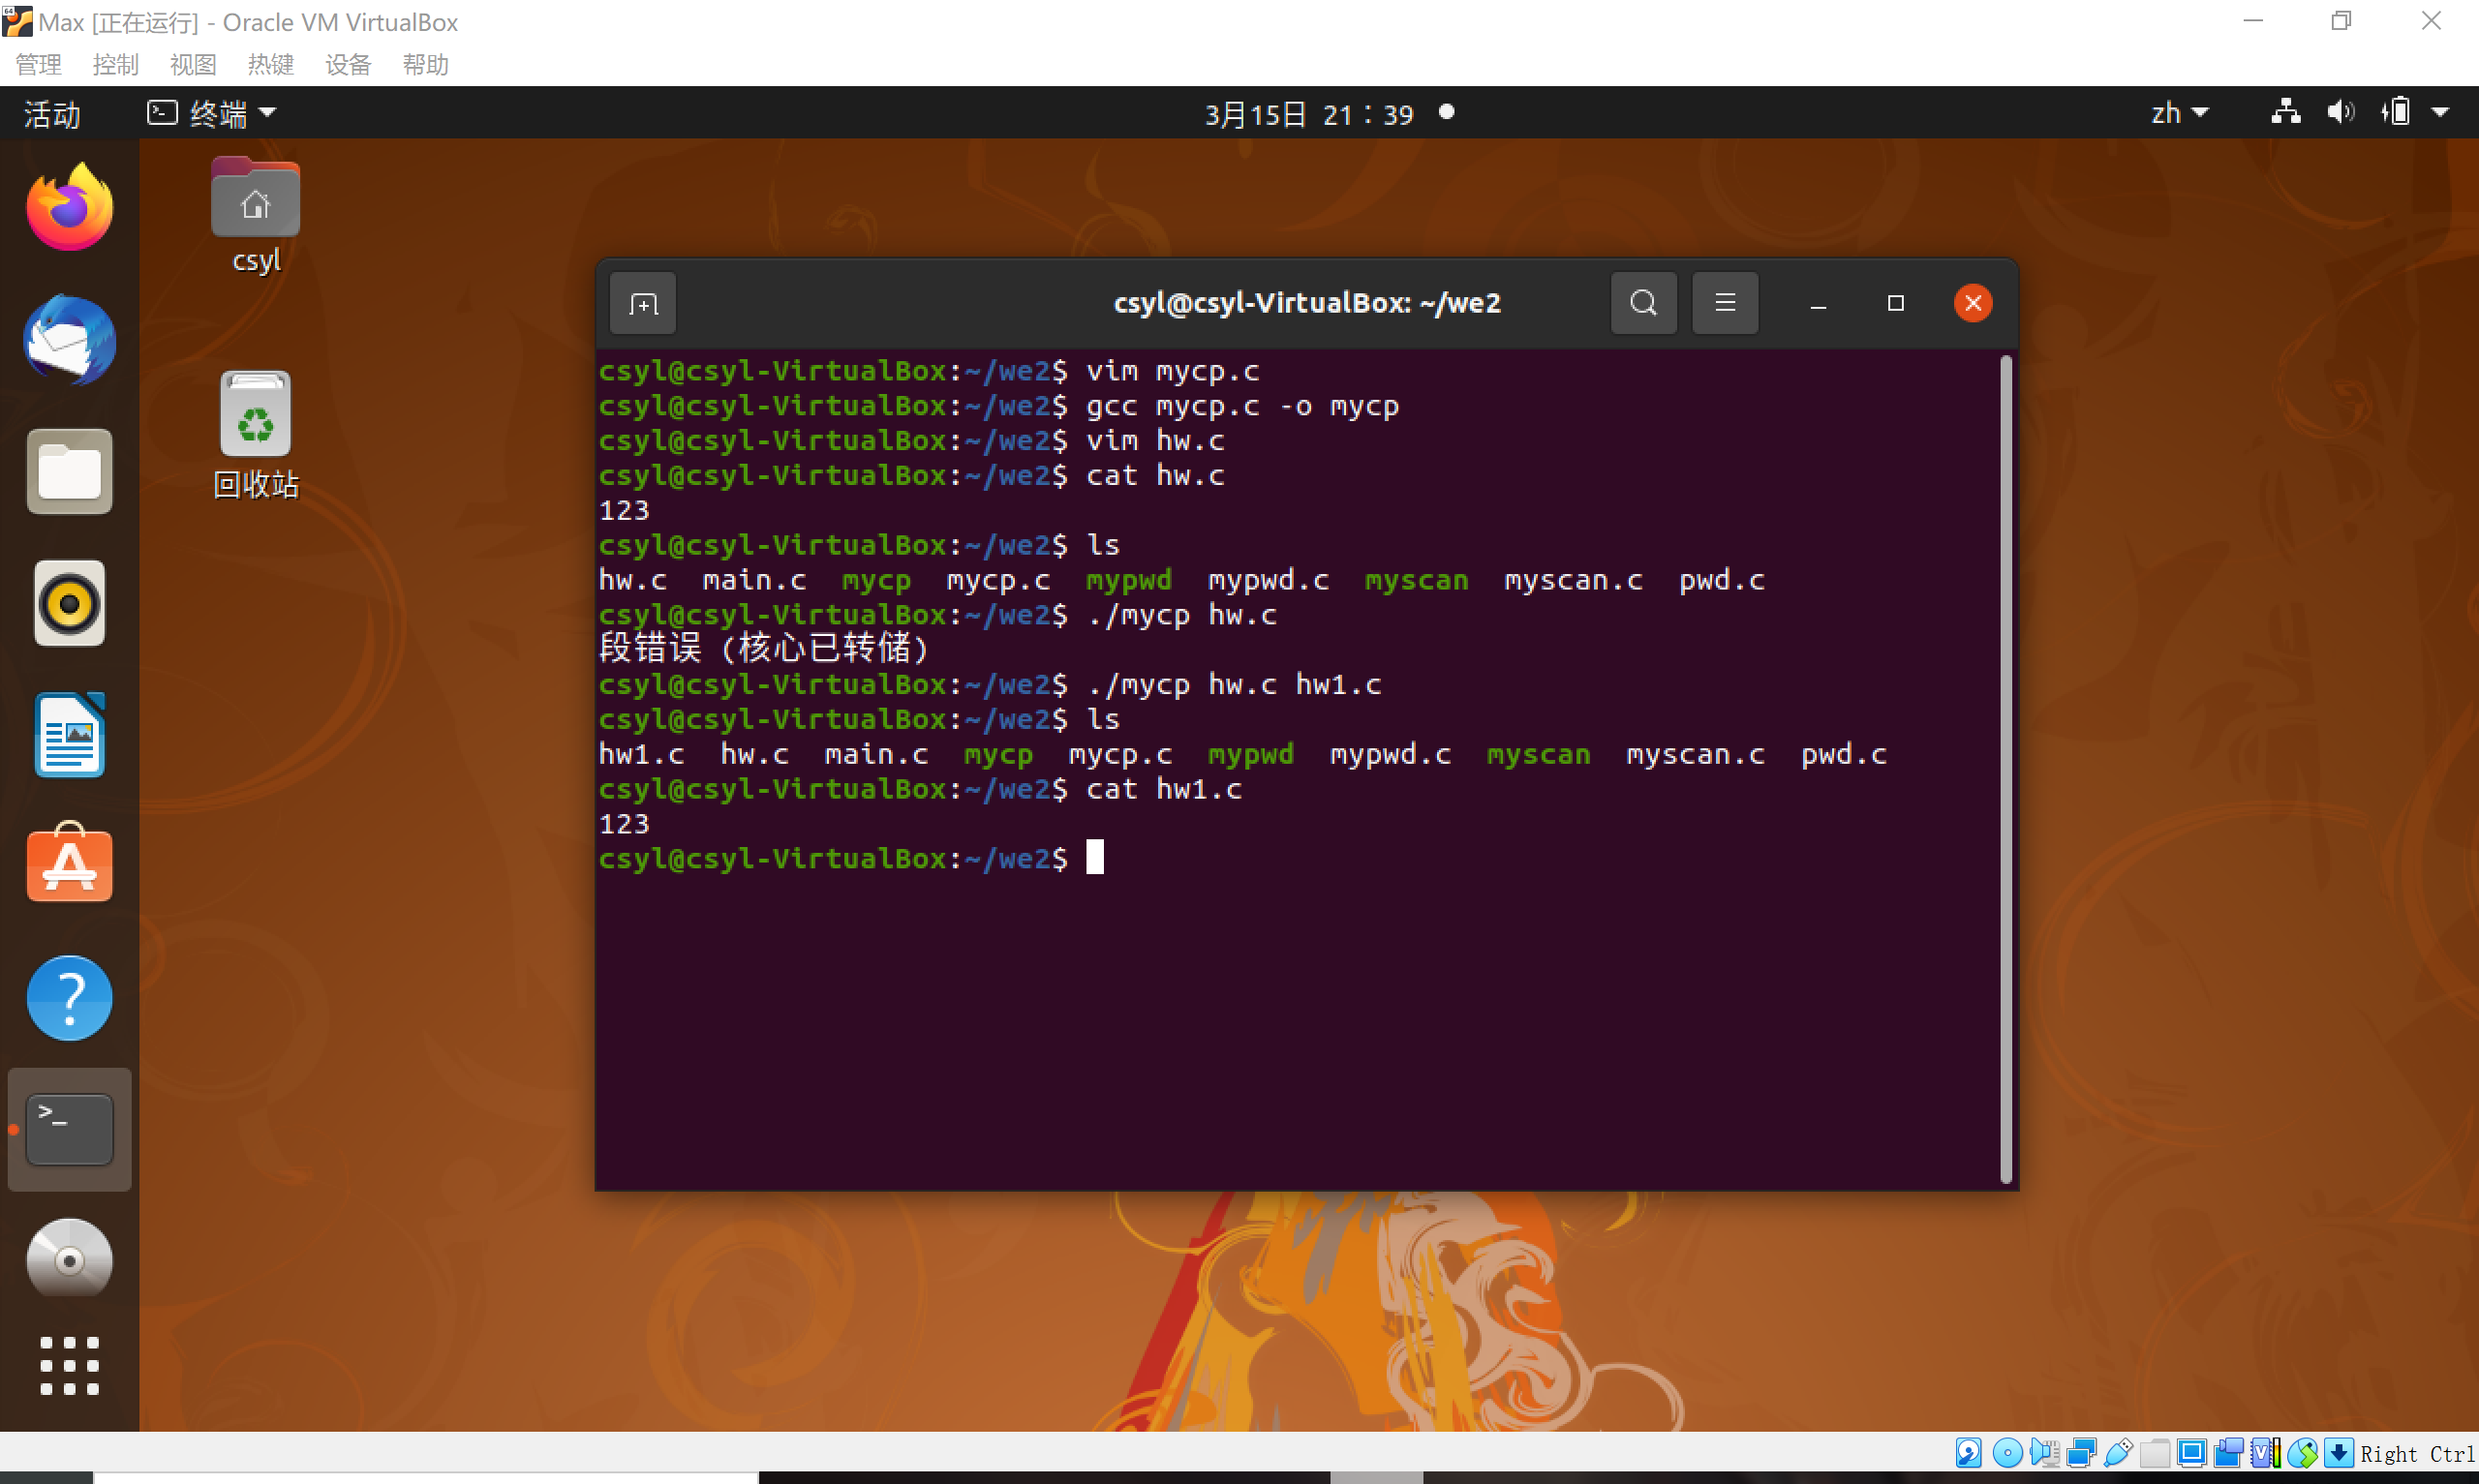 Max [正在运行] - Oracle VM VirtualBox
管理 控制 视图 热键 设备 帮助
活动 终端 3月15日 21：39 zh
csyl
回收站
csyl@csyl-VirtualBox: ~/we2
csyl@csyl-VirtualBox:~/we2$ vim mycp.c
csyl@csyl-VirtualBox:~/we2$ gcc mycp.c -o mycp
csyl@csyl-VirtualBox:~/we2$ vim hw.c
csyl@csyl-VirtualBox:~/we2$ cat hw.c
123
csyl@csyl-VirtualBox:~/we2$ ls
hw.c main.c mycp mycp.c mypwd mypwd.c myscan myscan.c pwd.c
csyl@csyl-VirtualBox:~/we2$ ./mycp hw.c
段错误 (核心已转储)
csyl@csyl-VirtualBox:~/we2$ ./mycp hw.c hw1.c
csyl@csyl-VirtualBox:~/we2$ ls
hw1.c hw.c main.c mycp mycp.c mypwd mypwd.c myscan myscan.c pwd.c
csyl@csyl-VirtualBox:~/we2$ cat hw1.c
123
csyl@csyl-VirtualBox:~/we2$
Right Ctrl